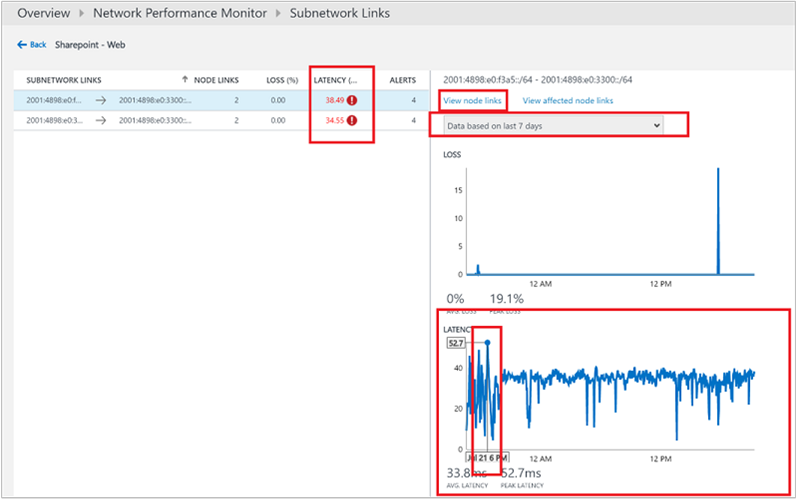 Overview Network Performance Monitor Subnetwork Links
Back Sharepoint - Web
SUBNETWORK LINKS NODE LINKS LOSS (%) LATENCY (... ALERTS
2001:4898:e0:f... 2001:4898:e0:3300::... 2 0.00 38.49 4
2001:4898:e0:3... 2001:4898:e0:3300::... 2 0.00 34.55 4
2001:4898:e0:f3a5::/64 - 2001:4898:e0:3300::/64
View node links View affected node links
Data based on last 7 days
LOSS
15
10
5
0
12 AM 12 PM
0% 19.1%
AVG. LOSS PEAK LOSS
LATENCY
52.7
40
20
0
Jul 21 6 PM 12 AM 12 PM
33.8ms 52.7ms
AVG. LATENCY PEAK LATENCY